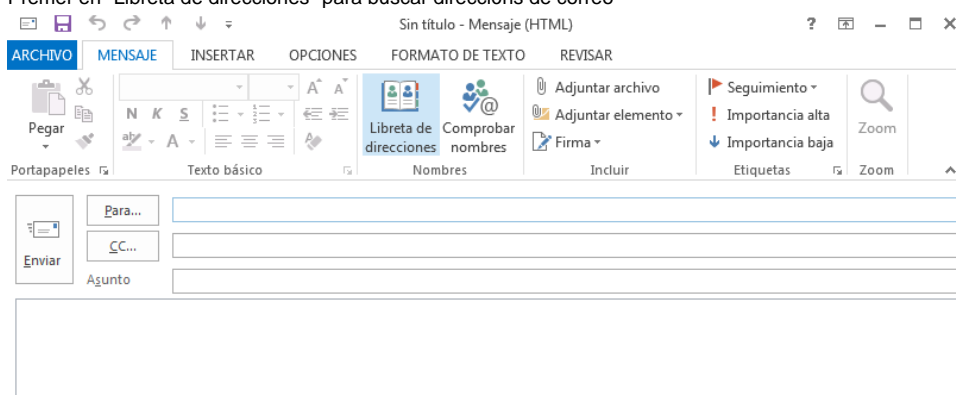 Premer en "Libreta de direcciones" para buscar direccións de correo
Sin título - Mensaje (HTML)
ARCHIVO MENSAJE INSERTAR OPCIONES FORMATO DE TEXTO REVISAR
Pegar
N K S
A
Libreta de direcciones
Comprobar nombres
@
Adjuntar archivo
Adjuntar elemento
Firma
Seguimiento
Importancia alta
Importancia baja
Zoom
Portapapeles Texto básico Nombres Incluir Etiquetas Zoom
Enviar
Para...
CC...
Asunto